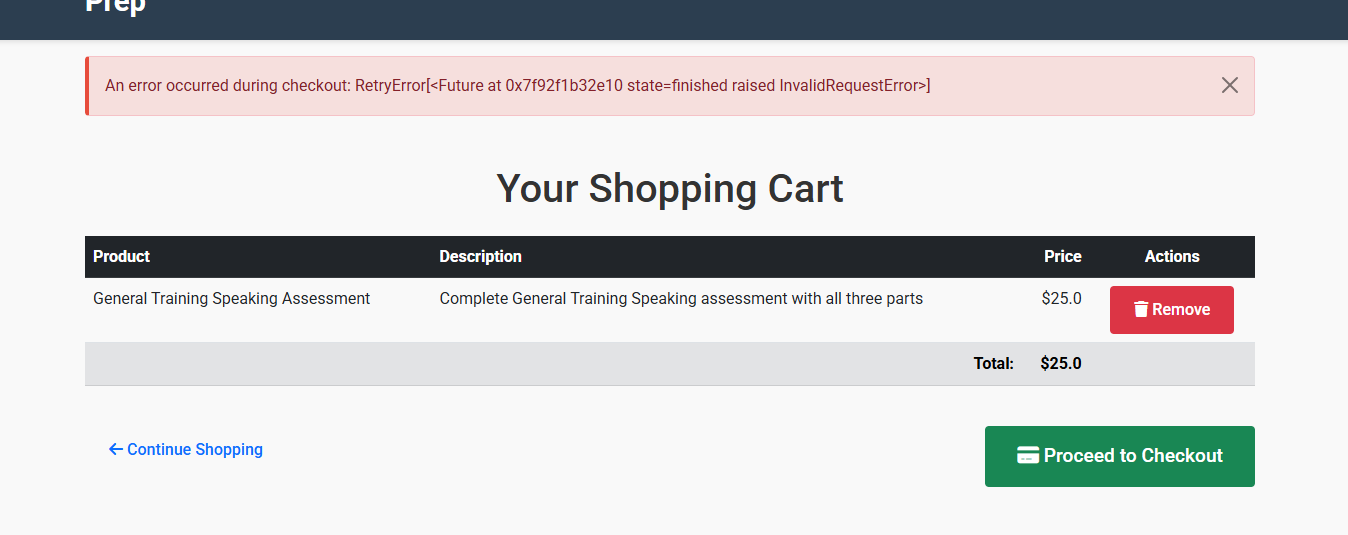 Prep
An error occurred during checkout: RetryError[<Future at 0x7f92f1b32e10 state=finished raised InvalidRequestError>]
Your Shopping Cart
Product Description Price Actions
General Training Speaking Assessment Complete General Training Speaking assessment with all three parts $25.0 Remove
Total: $25.0
Continue Shopping Proceed to Checkout